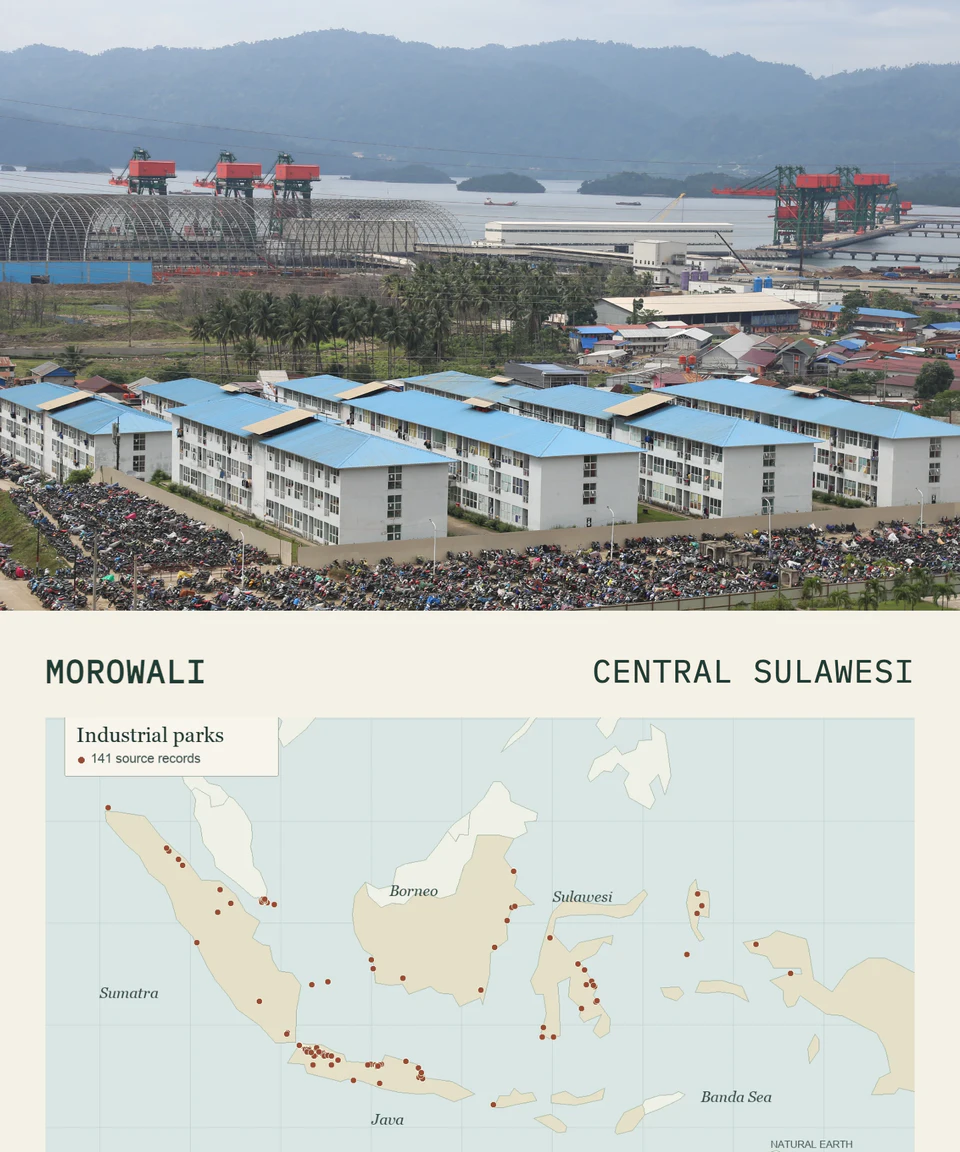 MOROWALI
CENTRAL SULAWESI
Industrial parks
141 source records
Borneo
Sulawesi
Sumatra
Banda Sea
Java
NATURAL EARTH